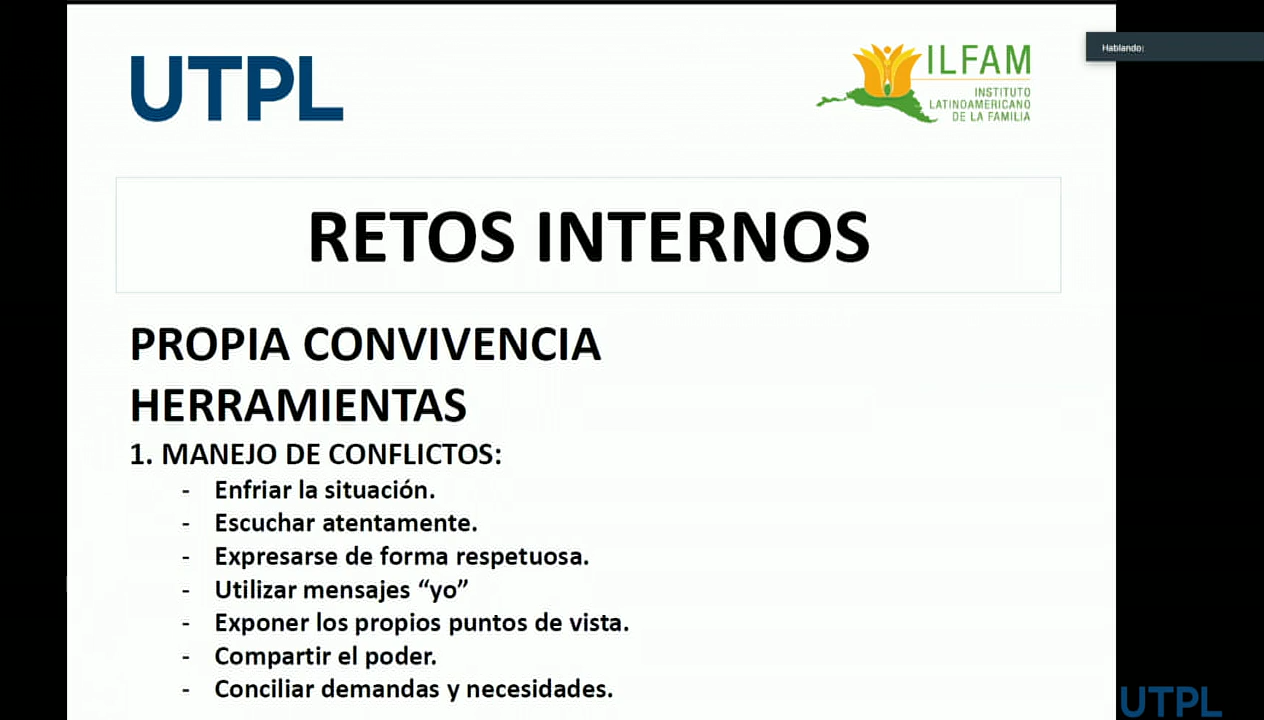 UTPL
ILFAM
INSTITUTO
LATINOAMERICANO
DE LA FAMILIA
Hablando:
RETOS INTERNOS
PROPIA CONVIVENCIA
HERRAMIENTAS
1. MANEJO DE CONFLICTOS:
- Enfriar la situación.
- Escuchar atentamente.
- Expresarse de forma respetuosa.
- Utilizar mensajes “yo”
- Exponer los propios puntos de vista.
- Compartir el poder.
- Conciliar demandas y necesidades.
UTPL